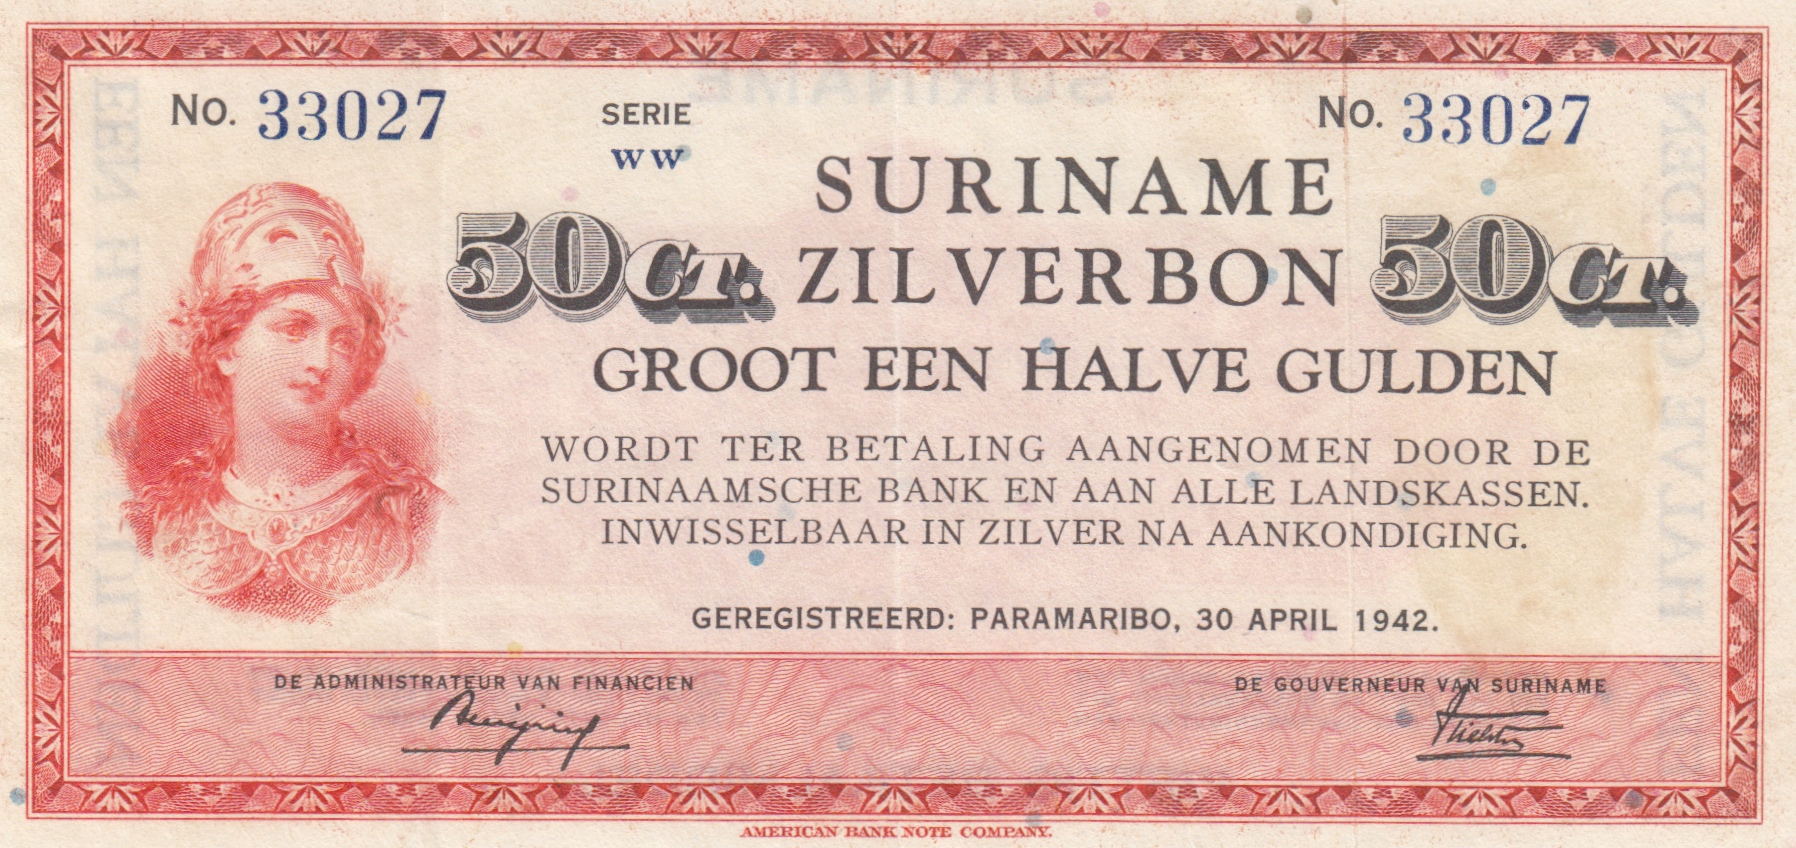 No. 33027 SERIE No. 33027
WW
SURINAME
50 CT. ZILVERBON 50 CT.
GROOT EEN HALVE GULDEN
WORDT TER BETALING AANGENOMEN DOOR DE
SURINAAMSCHE BANK EN AAN ALLE LANDSKASSEN.
INWISSELBAAR IN ZILVER NA AANKONDIGING.
GEREGISTREERD: PARAMARIBO, 30 APRIL 1942.
DE ADMINISTRATEUR VAN FINANCIEN DE GOUVERNEUR VAN SURINAME
AMERICAN BANK NOTE COMPANY.